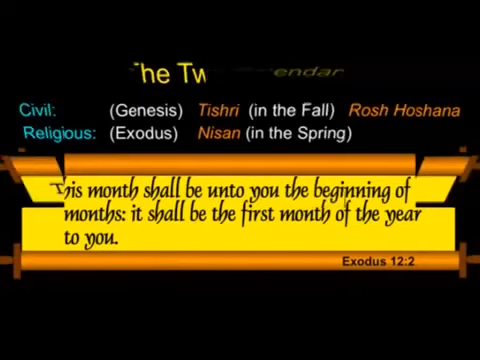 The Tw
Civil: (Genesis) Tishri (in the Fall) Rosh Hoshana
Religious: (Exodus) Nisan (in the Spring)
This month shall be unto you the beginning of
months: it shall be the first month of the year
to you.
Exodus 12:2